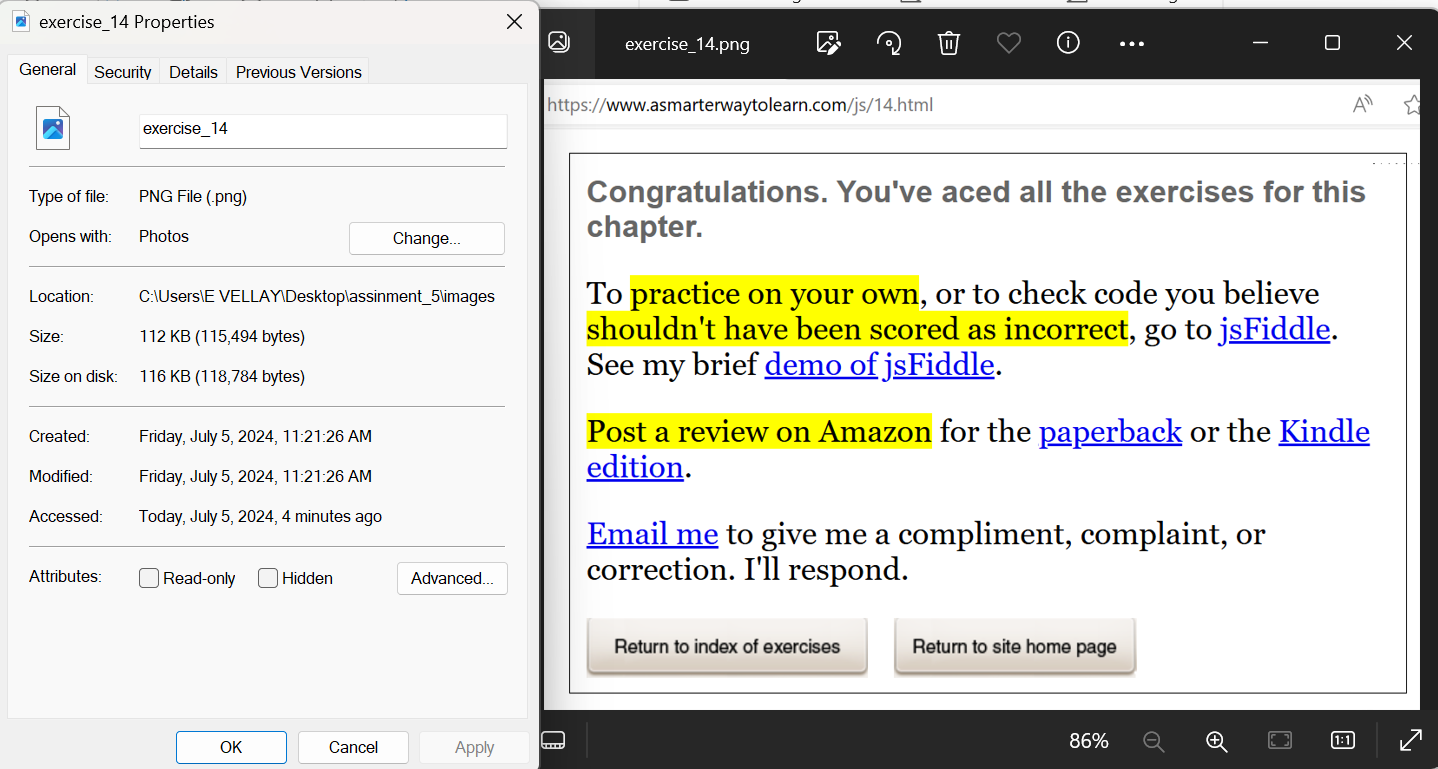 exercise_14 Properties
General
Security
Details
Previous Versions
exercise_14
Type of file: PNG File (.png)
Opens with: Photos
Change...
Location: C:\Users\E VELLAY\Desktop\assinment_5\images
Size: 112 KB (115,494 bytes)
Size on disk: 116 KB (118,784 bytes)
Created: Friday, July 5, 2024, 11:21:26 AM
Modified: Friday, July 5, 2024, 11:21:26 AM
Accessed: Today, July 5, 2024, 4 minutes ago
Attributes: Read-only Hidden Advanced...
OK Cancel Apply
exercise_14.png
https://www.asmarterwaytolearn.com/js/14.html
Congratulations. You've aced all the exercises for this
chapter.
To practice on your own, or to check code you believe
shouldn't have been scored as incorrect, go to jsFiddle.
See my brief demo of jsFiddle.
Post a review on Amazon for the paperback or the Kindle
edition.
Email me to give me a compliment, complaint, or
correction. I'll respond.
Return to index of exercises
Return to site home page
86%
1:1